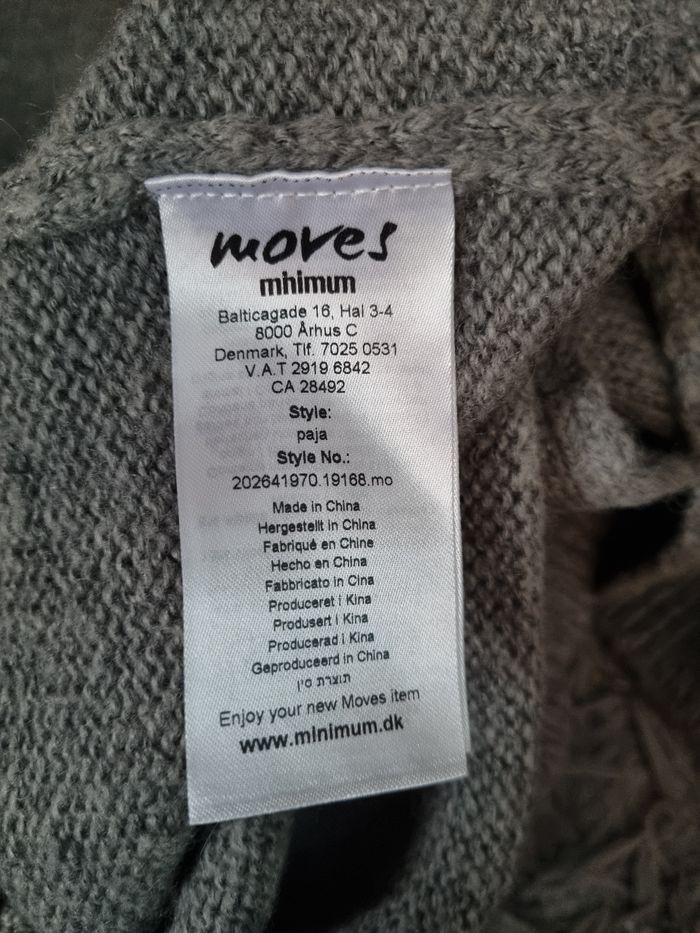 moves
minimum
Balticagade 16, Hal 3-4
8000 Århus C
Denmark, Tlf. 7025 0531
V.A.T 2919 6842
CA 28492
Style:
paja
Style No.:
202641970.19168.mo
Made in China
Hergestellt in China
Fabriqué en Chine
Hecho en China
Fabbricato in Cina
Produceret i Kina
Produsert i Kina
Producerad i Kina
Geproduceerd in China
תוצרת סין
Enjoy your new Moves item
www.minimum.dk